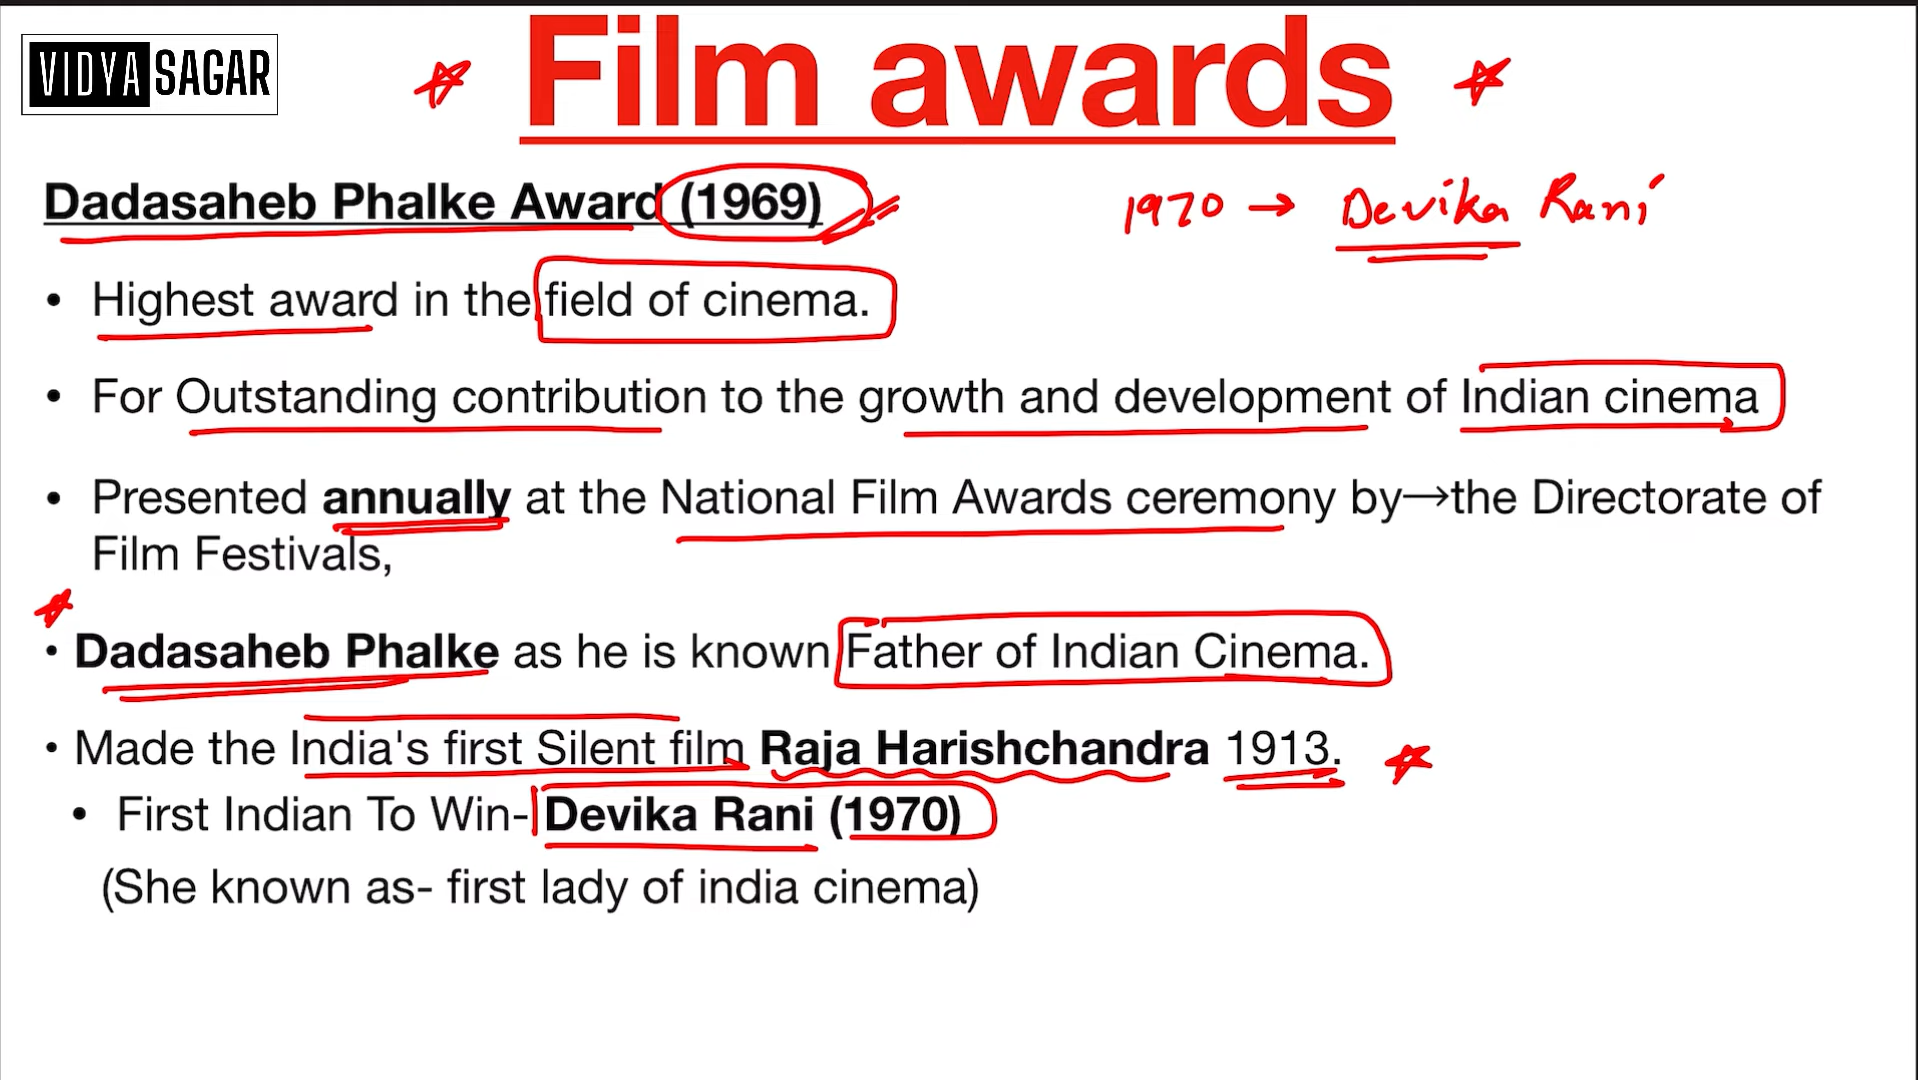 VIDYA SAGAR
Film awards
Dadasaheb Phalke Award (1969)
1970 → Devika Rani
• Highest award in the field of cinema.
• For Outstanding contribution to the growth and development of Indian cinema
• Presented annually at the National Film Awards ceremony by→the Directorate of
Film Festivals,
• Dadasaheb Phalke as he is known Father of Indian Cinema.
• Made the India's first Silent film Raja Harishchandra 1913.
• First Indian To Win- Devika Rani (1970)
(She known as- first lady of india cinema)